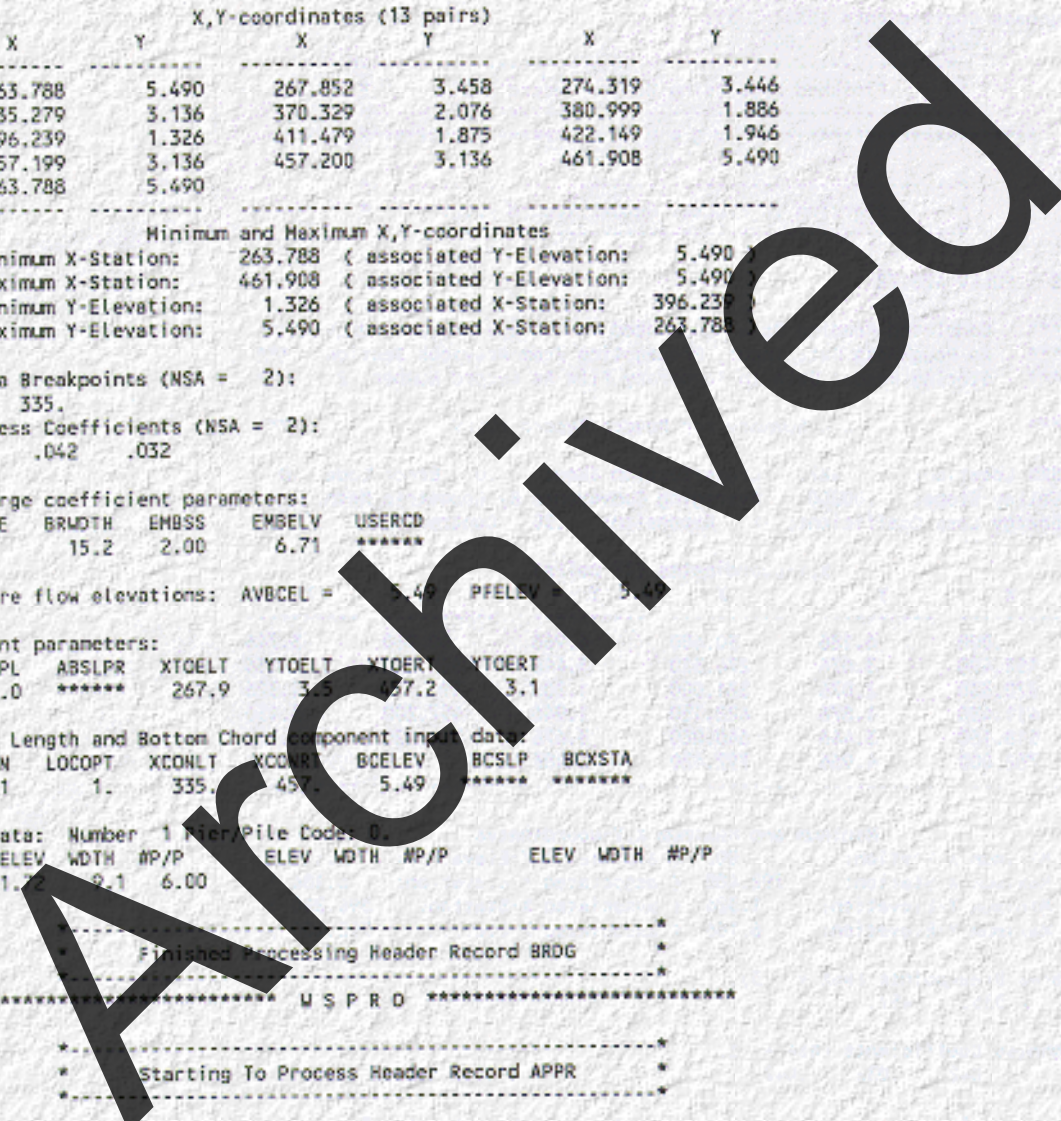 X,Y-coordinates (13 pairs)
X Y X Y X Y
63.788 5.490 267.852 3.458 274.319 3.446
35.279 3.136 370.329 2.076 380.999 1.886
96.239 1.326 411.479 1.875 422.149 1.946
57.199 3.136 457.200 3.136 461.908 5.490
63.788 5.490
Minimum and Maximum X,Y-coordinates
nimum X-Station: 263.788 ( associated Y-Elevation: 5.490 )
ximum X-Station: 461.908 ( associated Y-Elevation: 5.490 )
nimum Y-Elevation: 1.326 ( associated X-Station: 396.239 )
ximum Y-Elevation: 5.490 ( associated X-Station: 263.788 )
a Breakpoints (NSA = 2):
335.
ess Coefficients (NSA = 2):
.042 .032
rge coefficient parameters:
E BRWDTH EMBSS EMBELV USERCD
15.2 2.00 6.71 ******
re flow elevations: AVBCEL = 5.49 PFELEV = 5.49
nt parameters:
PL ABSLPR XTOELT YTOELT XTOERT YTOERT
.0 ****** 267.9 3.5 457.2 3.1
Length and Bottom Chord component input data:
N LOCOPT XCONLT XCONRT BCELEV BCSLP BCXSTA
1 1. 335. 457. 5.49 ****** *******
ata: Number 1 Pier/Pile Code: 0.
ELEV WDTH #P/P ELEV WDTH #P/P ELEV WDTH #P/P
1.72 9.1 6.00
*------------------------------------------------------*
* Finished Processing Header Record BRDG *
*------------------------------------------------------*
************************* W S P R O ****************************
*------------------------------------------------------*
* Starting To Process Header Record APPR *
*------------------------------------------------------*
Archived